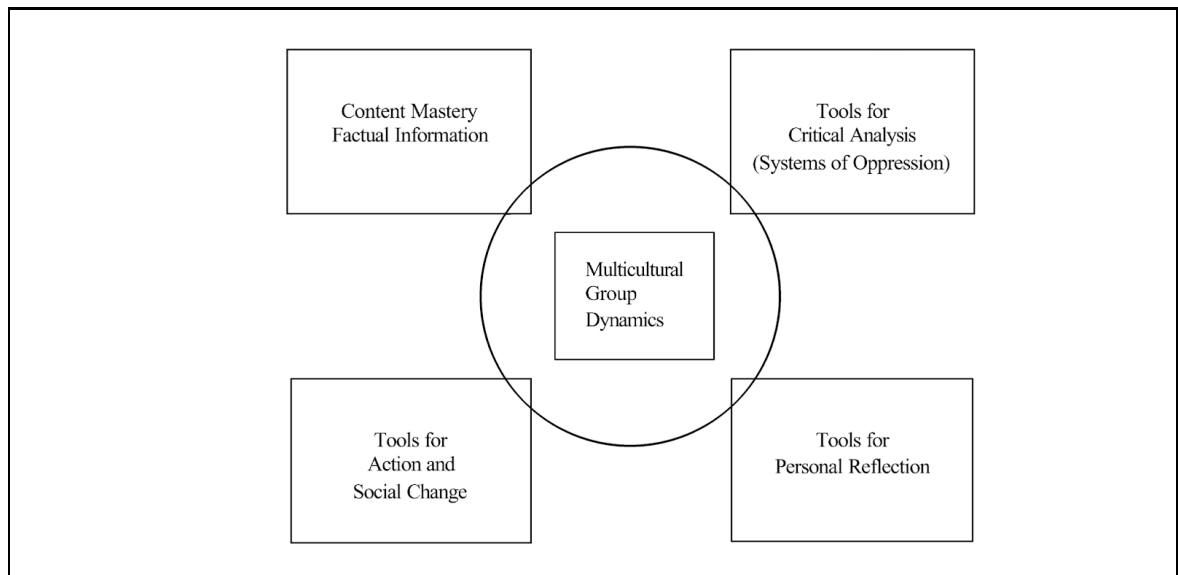 Content Mastery
Factual Information
Tools for
Critical Analysis
(Systems of Oppression)
Multicultural
Group
Dynamics
Tools for
Action and
Social Change
Tools for
Personal Reflection